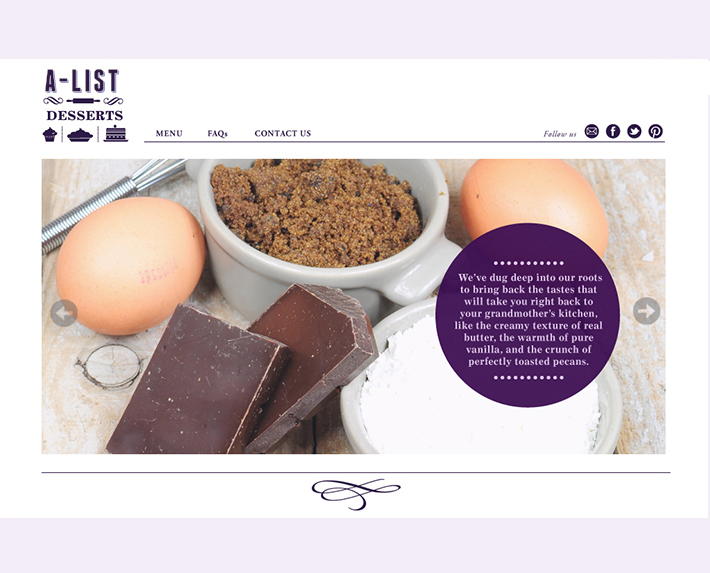 A-LIST
DESSERTS
MENU FAQs CONTACT US
Follow us
We've dug deep into our roots
to bring back the tastes that
will take you right back to
your grandmother's kitchen,
like the creamy texture of real
butter, the warmth of pure
vanilla, and the crunch of
perfectly toasted pecans.